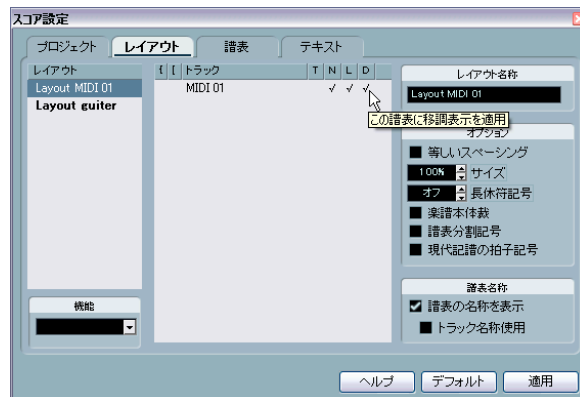 スコア設定
プロジェクト レイアウト 譜表 テキスト
レイアウト
Layout MIDI 01
Layout guiter
{ [ トラック T N L D
MIDI 01 √ √ √
この譜表に移調表示を適用
レイアウト名称
Layout MIDI 01
オプション
等しいスペーシング
100% サイズ
オフ 長休符記号
楽譜本体裁
譜表分割記号
現代記譜の拍子記号
機能
譜表名称
譜表の名称を表示
トラック名称使用
ヘルプ デフォルト 適用